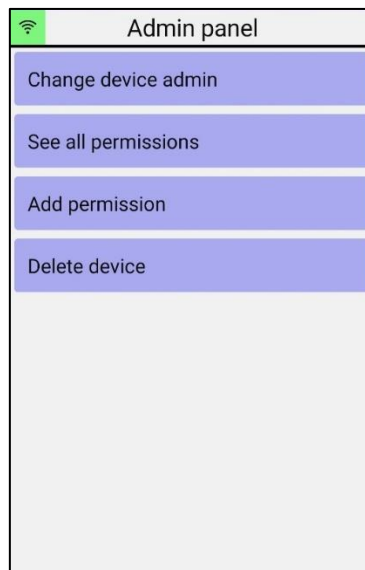 Admin panel
Change device admin
See all permissions
Add permission
Delete device